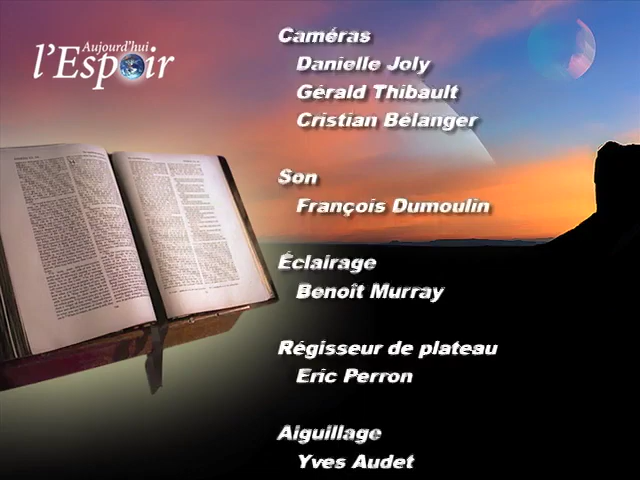 Aujourd'hui
l'Espoir
Caméras
Danielle Joly
Gérald Thibault
Cristian Bélanger
Son
François Dumoulin
Éclairage
Benoît Murray
Régisseur de plateau
Eric Perron
Aiguillage
Yves Audet